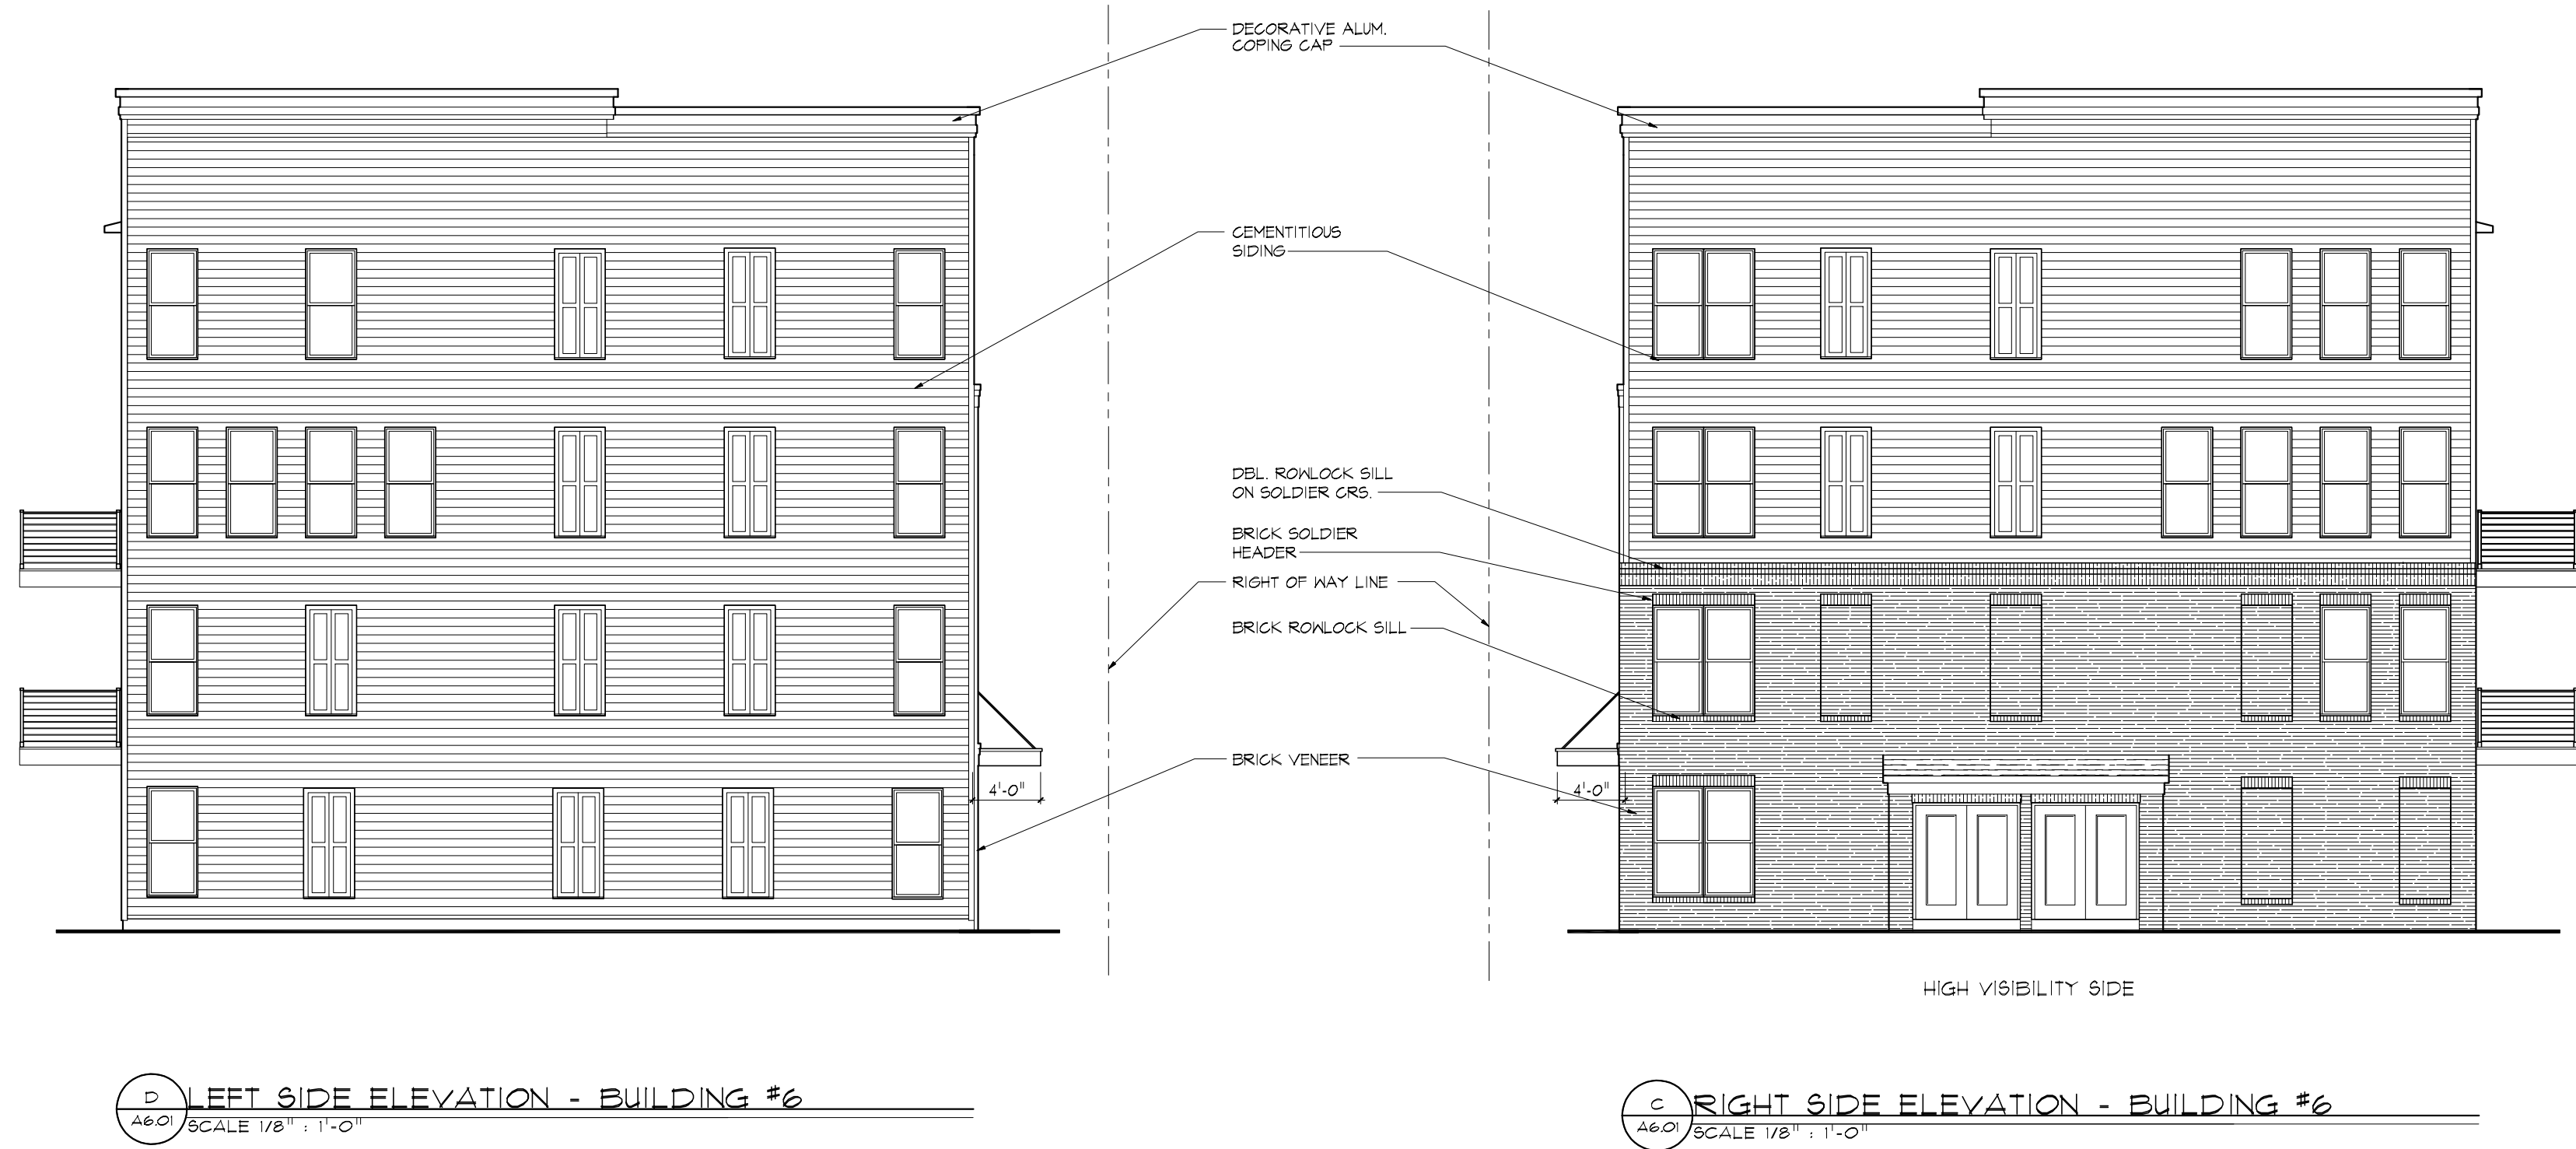 DECORATIVE ALUM.
COPING CAP
CEMENTITIOUS
SIDING
DBL. ROWLOCK SILL
ON SOLDIER CRS.
BRICK SOLDIER
HEADER
RIGHT OF WAY LINE
BRICK ROWLOCK SILL
BRICK VENEER
4'-0"
4'-0"
HIGH VISIBILITY SIDE
D
A6.01
LEFT SIDE ELEVATION - BUILDING #6
SCALE 1/8" : 1'-0"
C
A6.01
RIGHT SIDE ELEVATION - BUILDING #6
SCALE 1/8" : 1'-0"